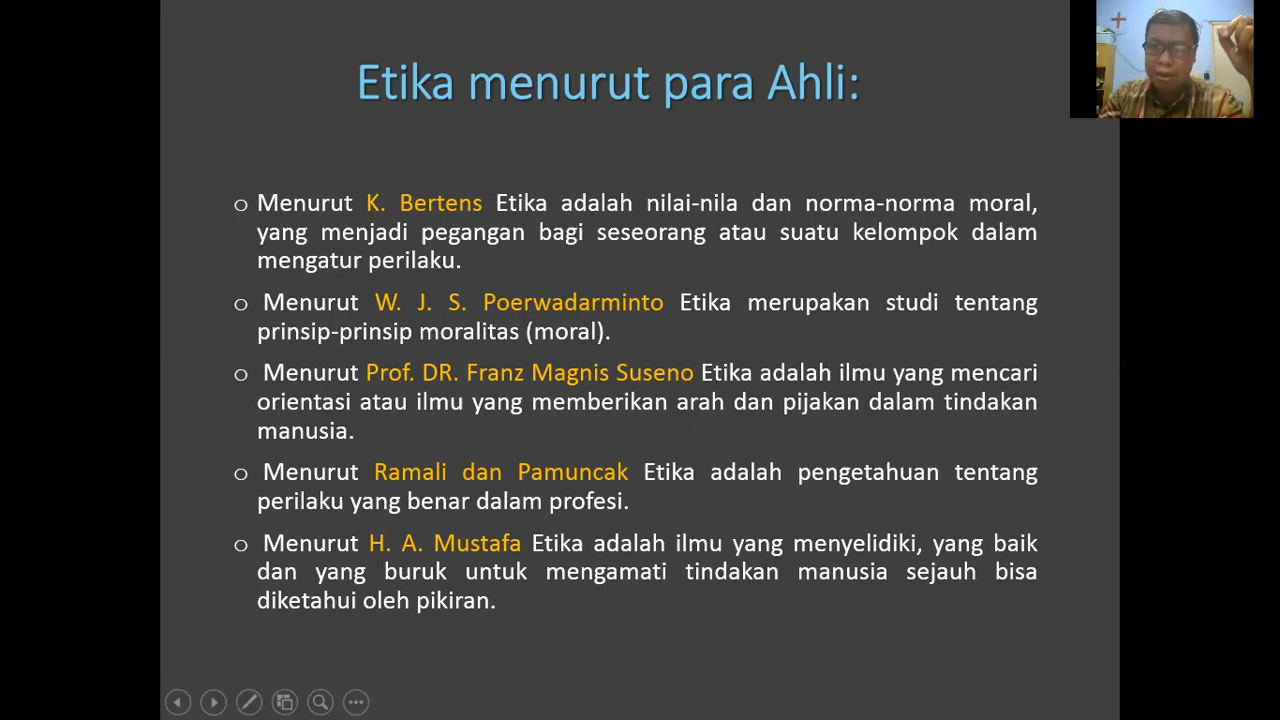 Etika menurut para Ahli:
Menurut K. Bertens Etika adalah nilai-nila dan norma-norma moral,
yang menjadi pegangan bagi seseorang atau suatu kelompok dalam
mengatur perilaku.
Menurut W. J. S. Poerwadarminto Etika merupakan studi tentang
prinsip-prinsip moralitas (moral).
Menurut Prof. DR. Franz Magnis Suseno Etika adalah ilmu yang mencari
orientasi atau ilmu yang memberikan arah dan pijakan dalam tindakan
manusia.
Menurut Ramali dan Pamuncak Etika adalah pengetahuan tentang
perilaku yang benar dalam profesi.
Menurut H. A. Mustafa Etika adalah ilmu yang menyelidiki, yang baik
dan yang buruk untuk mengamati tindakan manusia sejauh bisa
diketahui oleh pikiran.